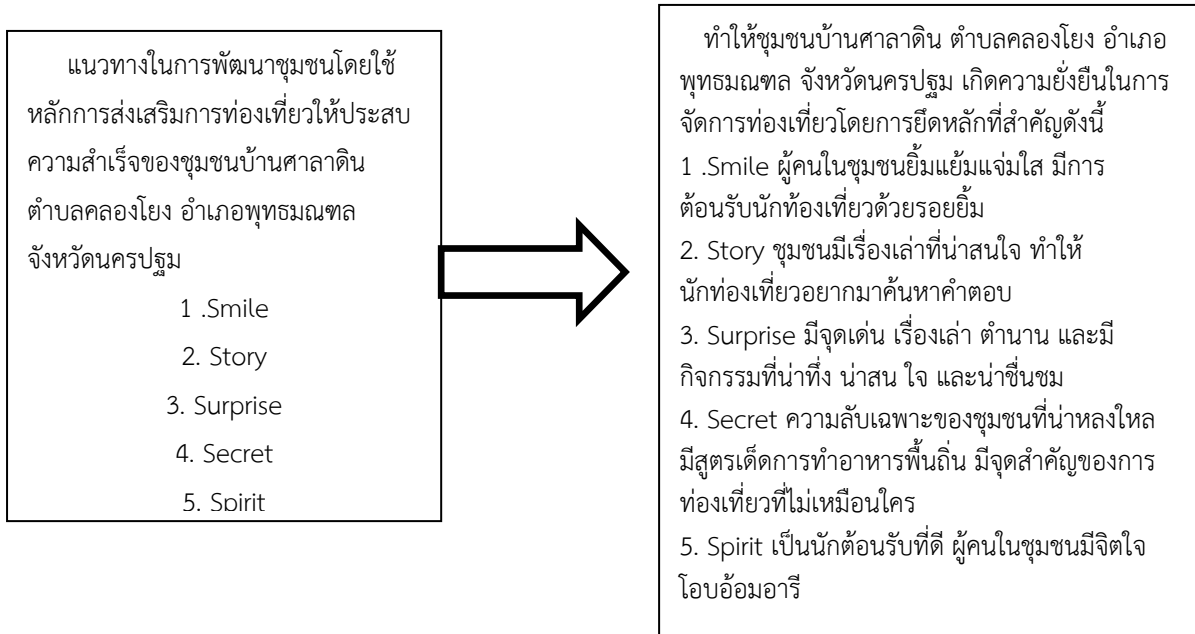 แนวทางในการพัฒนาชุมชนโดยใช้
หลักการส่งเสริมการท่องเที่ยวให้ประสบ
ความสำเร็จของชุมชนบ้านศาลาดิน
ตำบลคลองโยง อำเภอพุทธมณฑล
จังหวัดนครปฐม
1 .Smile
2. Story
3. Surprise
4. Secret
5. Spirit
ทำให้ชุมชนบ้านศาลาดิน ตำบลคลองโยง อำเภอ
พุทธมณฑล จังหวัดนครปฐม เกิดความยั่งยืนในการ
จัดการท่องเที่ยวโดยการยึดหลักที่สำคัญดังนี้
1 .Smile ผู้คนในชุมชนยิ้มแย้มแจ่มใส มีการ
ต้อนรับนักท้องเที่ยวด้วยรอยยิ้ม
2. Story ชุมชนมีเรื่องเล่าที่น่าสนใจ ทำให้
นักท่องเที่ยวอยากมาค้นหาคำตอบ
3. Surprise มีจุดเด่น เรื่องเล่า ตำนาน และมี
กิจกรรมที่น่าทึ่ง น่าสน ใจ และน่าชื่นชม
4. Secret ความลับเฉพาะของชุมชนที่น่าหลงใหล
มีสูตรเด็ดการทำอาหารพื้นถิ่น มีจุดสำคัญของการ
ท่องเที่ยวที่ไม่เหมือนใคร
5. Spirit เป็นนักต้อนรับที่ดี ผู้คนในชุมชนมีจิตใจ
โอบอ้อมอารี